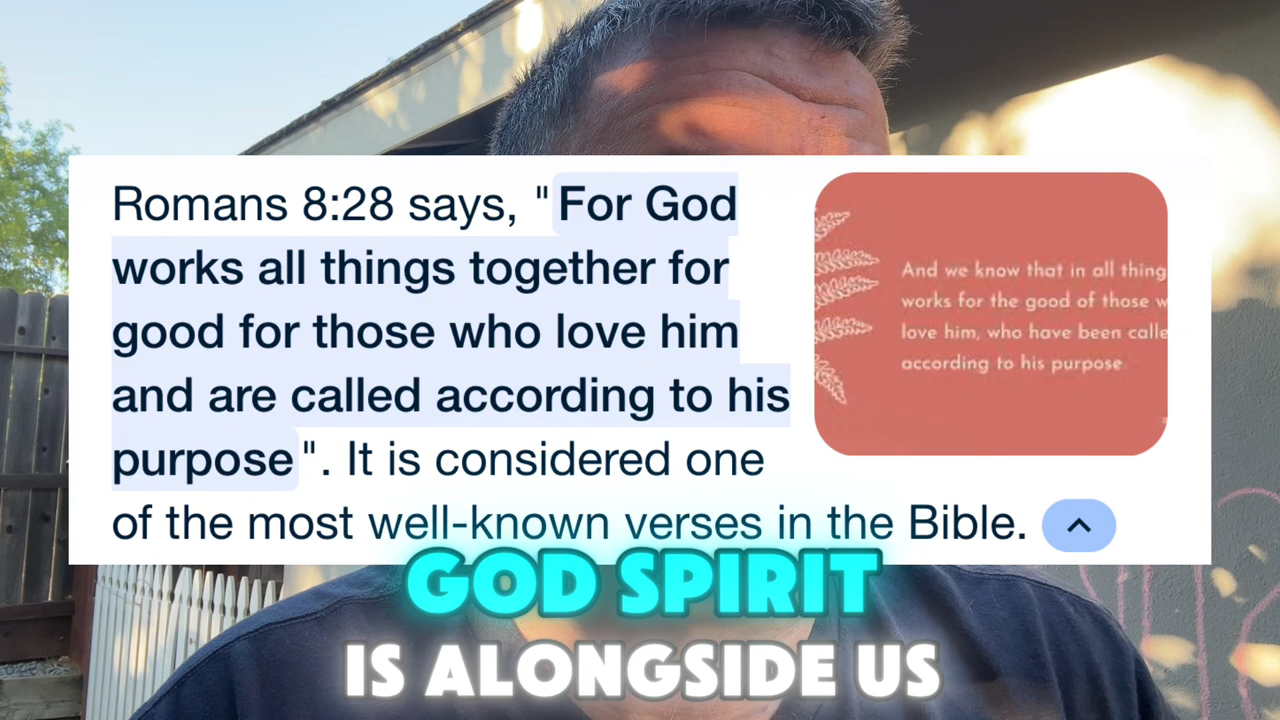 Romans 8:28 says, "For God
works all things together for
good for those who love him
and are called according to his
purpose". It is considered one
of the most well-known verses in the Bible.
And we know that in all thing
works for the good of those w
love him, who have been calle
according to his purpose
GOD SPIRIT
IS ALONGSIDE US